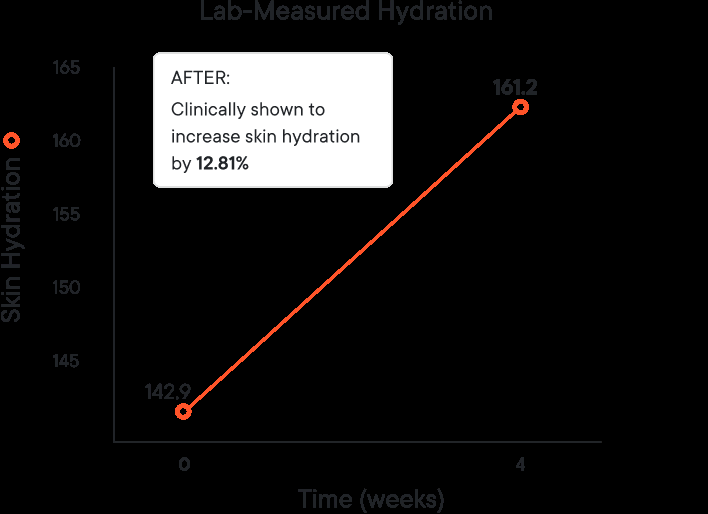 Lab-Measured Hydration
165
AFTER:
Clinically shown to
increase skin hydration
by 12.81%
161.2
160
155
Skin Hydration
150
145
142.9
0
4
Time (weeks)